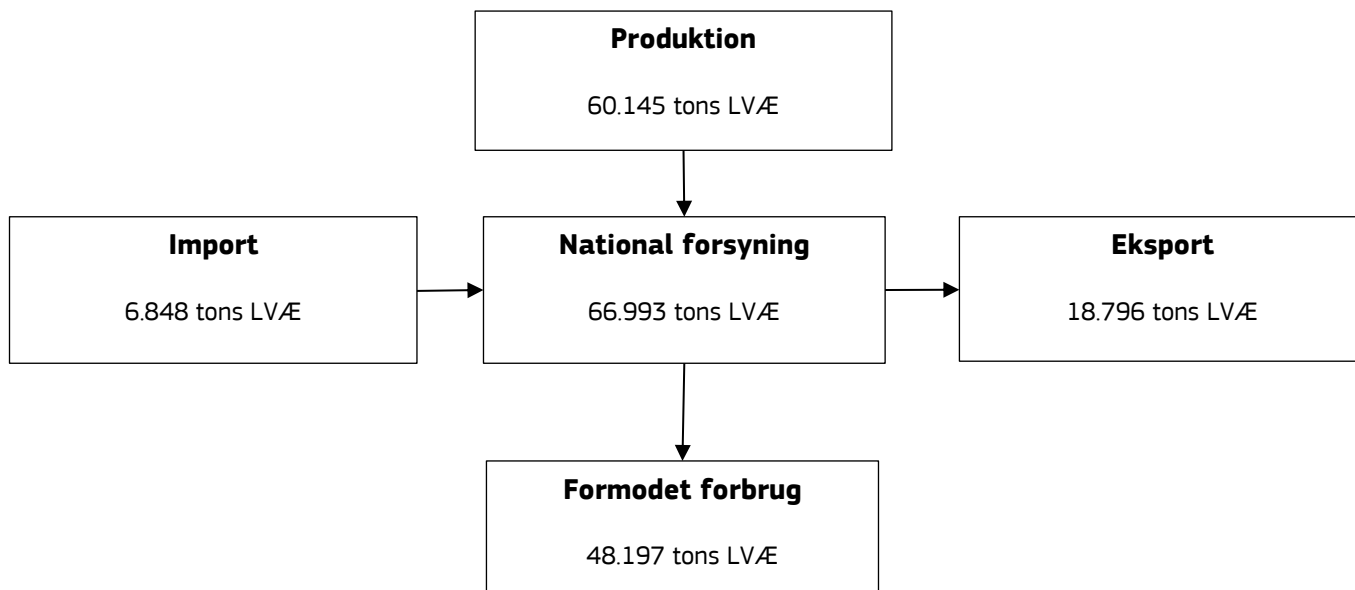 Produktion
60.145 tons LVÆ
Import
6.848 tons LVÆ
National forsyning
66.993 tons LVÆ
Eksport
18.796 tons LVÆ
Formodet forbrug
48.197 tons LVÆ